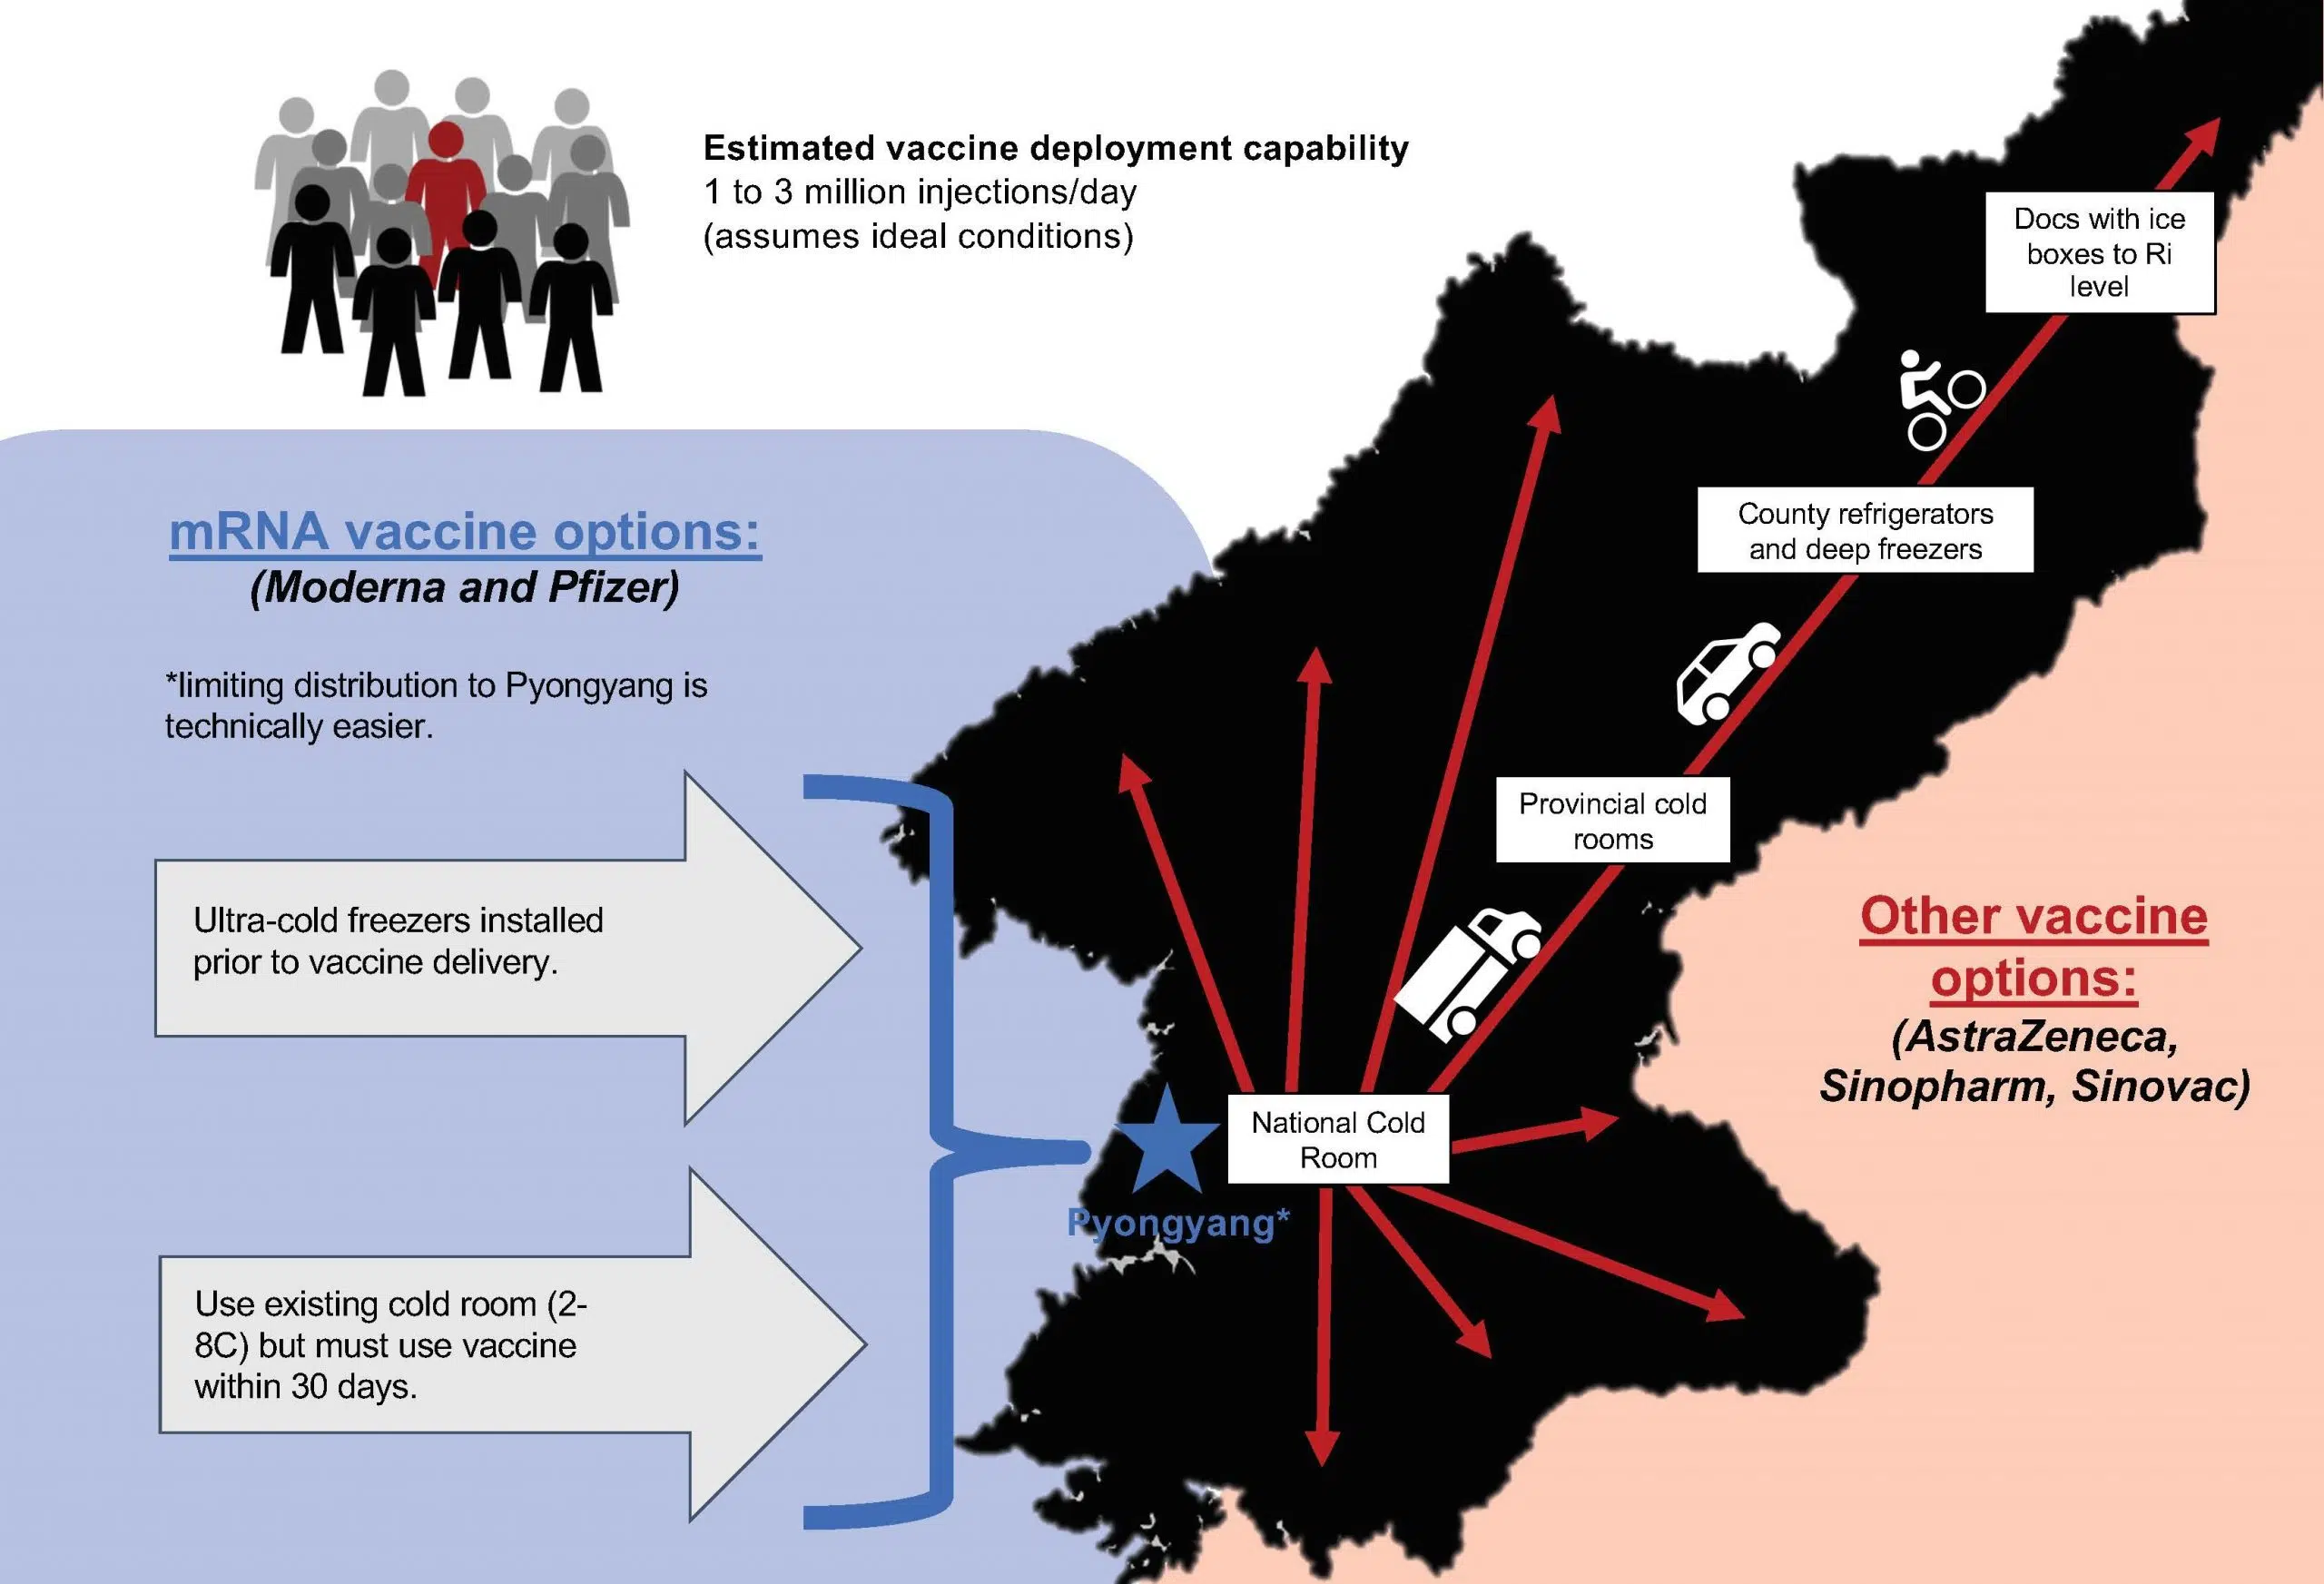 Estimated vaccine deployment capability
1 to 3 million injections/day
(assumes ideal conditions)
mRNA vaccine options:
(Moderna and Pfizer)
*limiting distribution to Pyongyang is
technically easier.
Ultra-cold freezers installed
prior to vaccine delivery.
Use existing cold room (2-
8C) but must use vaccine
within 30 days.
Pyongyang*
National Cold
Room
Provincial cold
rooms
County refrigerators
and deep freezers
Docs with ice
boxes to Ri
level
Other vaccine
options:
(AstraZeneca,
Sinopharm, Sinovac)